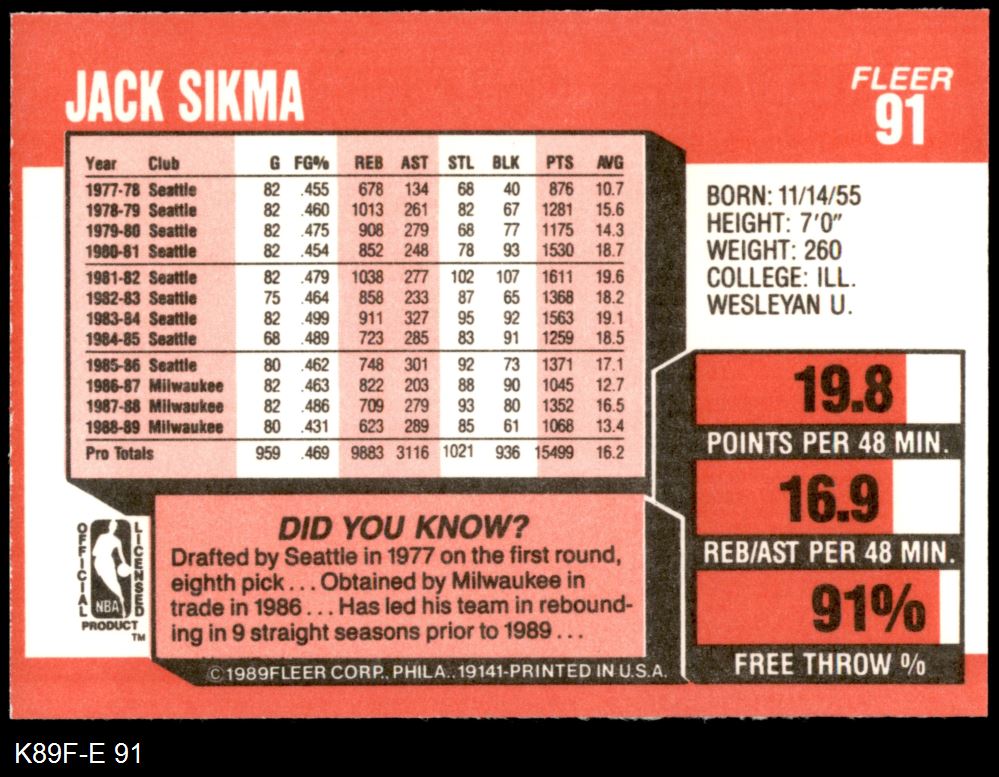 JACK SIKMA
FLEER
91
Year Club G FG% REB AST STL BLK PTS AVG
1977-78 Seattle 82 .455 678 134 68 40 876 10.7
1978-79 Seattle 82 .460 1013 261 82 67 1281 15.6
1979-80 Seattle 82 .475 908 279 68 77 1175 14.3
1980-81 Seattle 82 .454 852 248 78 93 1530 18.7
1981-82 Seattle 82 .479 1038 277 102 107 1611 19.6
1982-83 Seattle 75 .464 858 233 87 65 1368 18.2
1983-84 Seattle 82 .499 911 327 95 92 1563 19.1
1984-85 Seattle 68 .489 723 285 83 91 1259 18.5
1985-86 Seattle 80 .462 748 301 92 73 1371 17.1
1986-87 Milwaukee 82 .463 822 203 88 90 1045 12.7
1987-88 Milwaukee 82 .486 709 279 93 80 1352 16.5
1988-89 Milwaukee 80 .431 623 289 85 61 1068 13.4
Pro Totals 959 .469 9883 3116 1021 936 15499 16.2
BORN: 11/14/55
HEIGHT: 7'0"
WEIGHT: 260
COLLEGE: ILL.
WESLEYAN U.
19.8
POINTS PER 48 MIN.
16.9
REB/AST PER 48 MIN.
91%
FREE THROW %
OFFICIAL
LICENSED
NBA
PRODUCT
TM
DID YOU KNOW?
Drafted by Seattle in 1977 on the first round,
eighth pick . . . Obtained by Milwaukee in
trade in 1986 . . . Has led his team in rebound-
ing in 9 straight seasons prior to 1989 . . .
© 1989FLEER CORP., PHILA., 19141-PRINTED IN U.S.A.
K89F-E 91